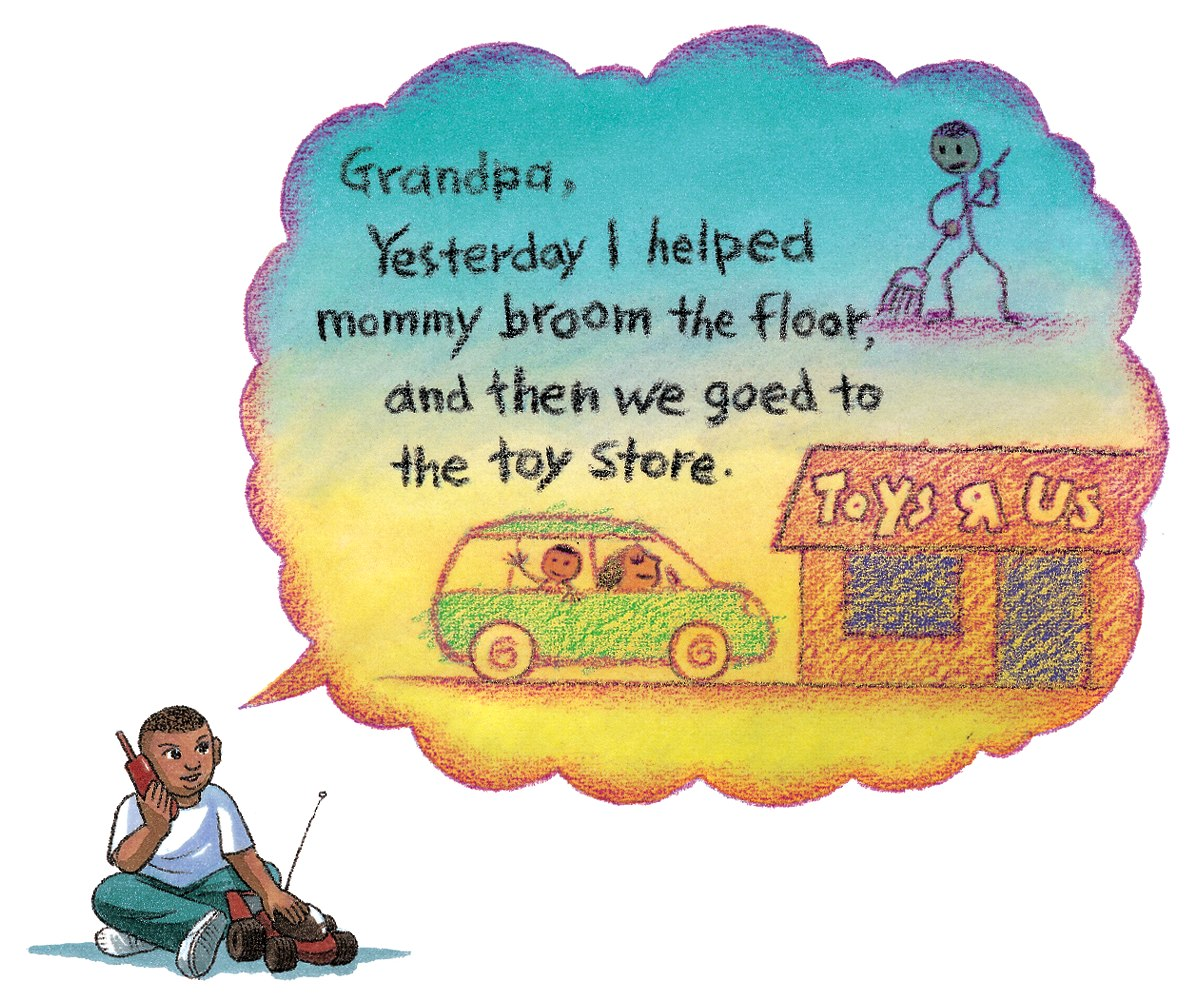 Grandpa,
Yesterday I helped
mommy broom the floor,
and then we goed to
the toy store.
TOYS Я US